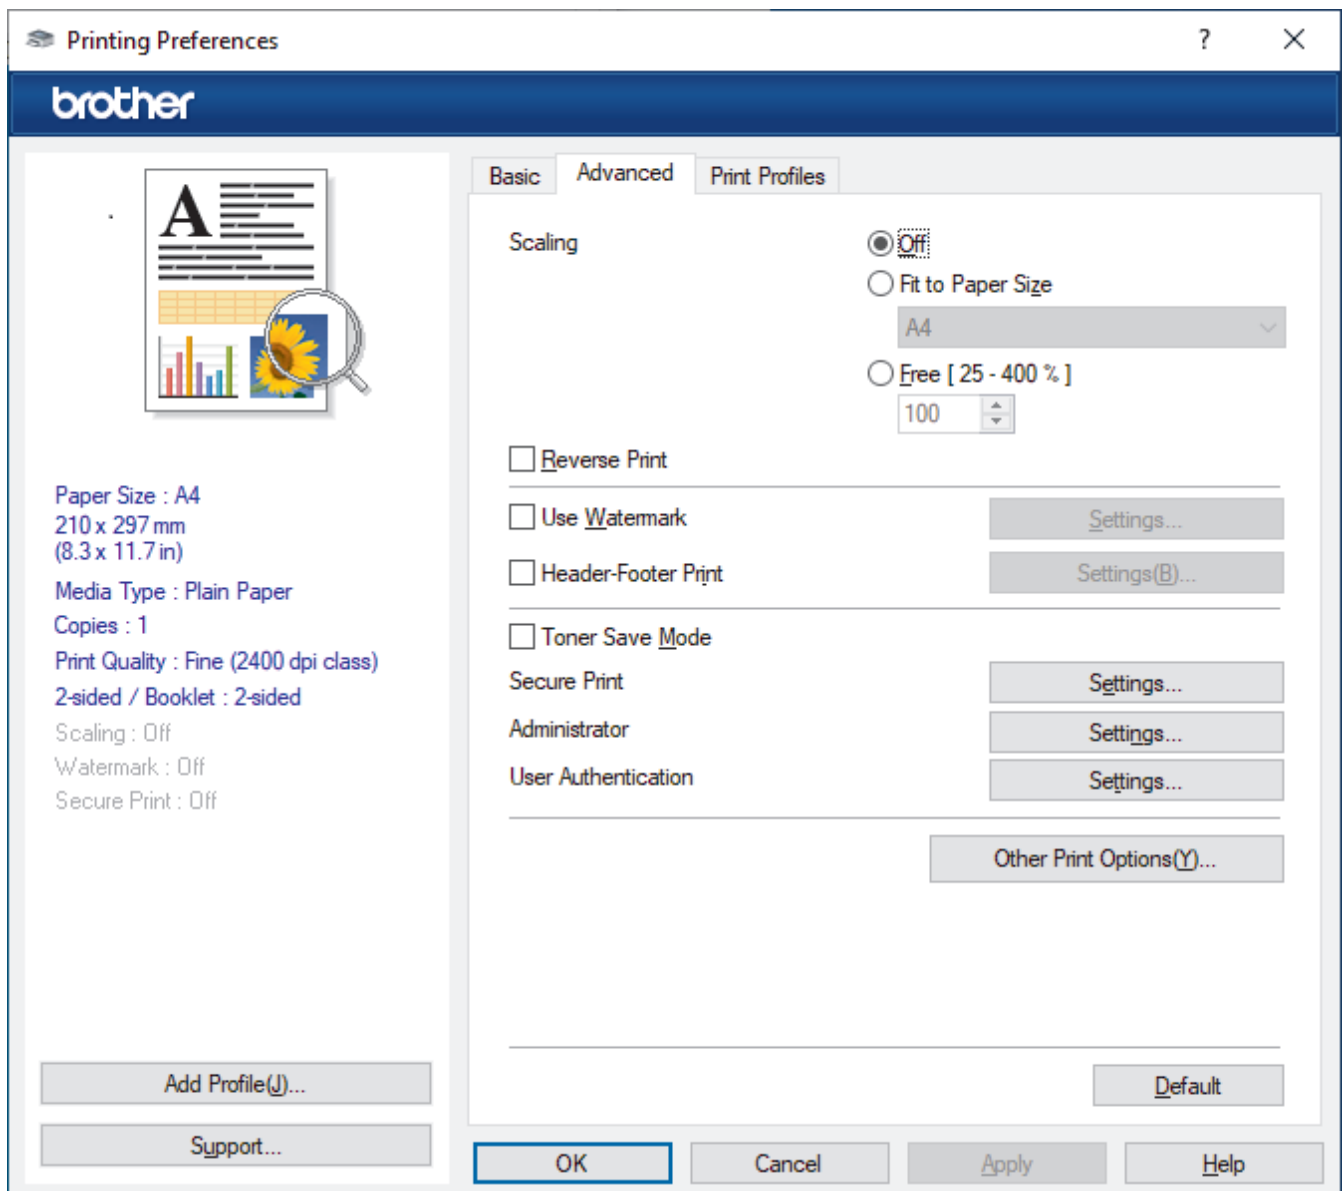 Printing Preferences
?
brother
A
Paper Size : A4
210 x 297 mm
(8.3 x 11.7 in)
Media Type : Plain Paper
Copies : 1
Print Quality : Fine (2400 dpi class)
2-sided / Booklet : 2-sided
Scaling : Off
Watermark : Off
Secure Print : Off
Add Profile(J)...
Support...
Basic
Advanced
Print Profiles
Scaling
Off
Fit to Paper Size
A4
Free [ 25 - 400 % ]
100
Reverse Print
Use Watermark
Settings...
Header-Footer Print
Settings(B)...
Toner Save Mode
Secure Print
Settings...
Administrator
Settings...
User Authentication
Settings...
Other Print Options(Y)...
Default
OK
Cancel
Apply
Help